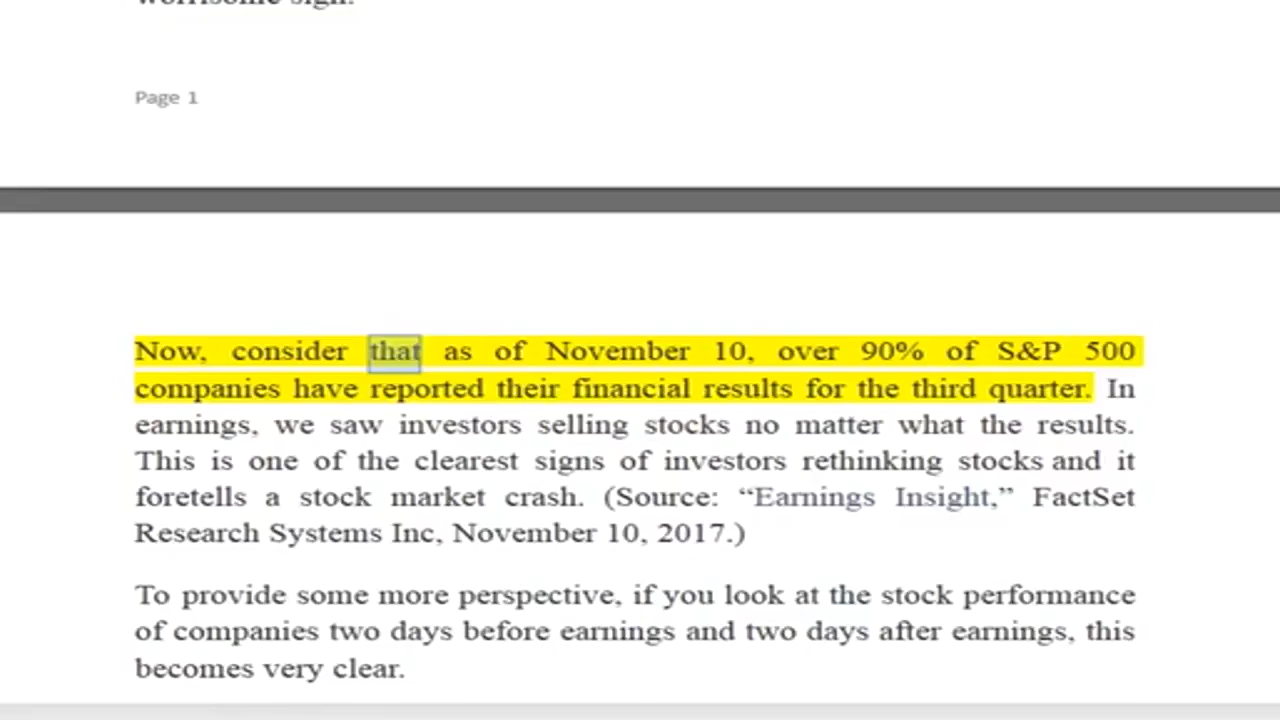 worrisome sign.
Page 1
Now, consider that as of November 10, over 90% of S&P 500
companies have reported their financial results for the third quarter. In
earnings, we saw investors selling stocks no matter what the results.
This is one of the clearest signs of investors rethinking stocks and it
foretells a stock market crash. (Source: “Earnings Insight,” FactSet
Research Systems Inc, November 10, 2017.)
To provide some more perspective, if you look at the stock performance
of companies two days before earnings and two days after earnings, this
becomes very clear.